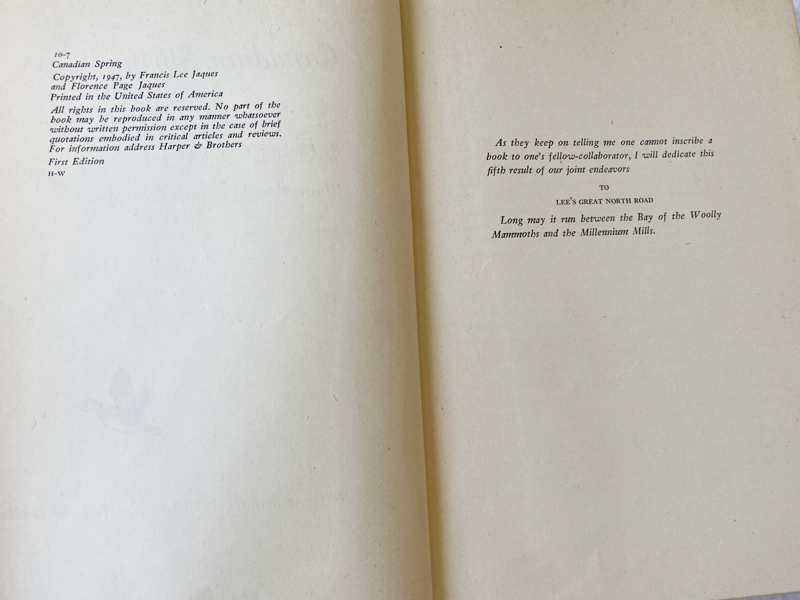 10-7
Canadian Spring
Copyright, 1947, by Francis Lee Jaques
and Florence Page Jaques
Printed in the United States of America
All rights in this book are reserved. No part of the
book may be reproduced in any manner whatsoever
without written permission except in the case of brief
quotations embodied in critical articles and reviews.
For information address Harper & Brothers
First Edition
H-W
As they keep on telling me one cannot inscribe a
book to one's fellow-collaborator, I will dedicate this
fifth result of our joint endeavors
TO
LEE'S GREAT NORTH ROAD
Long may it run between the Bay of the Woolly
Mammoths and the Millennium Mills.